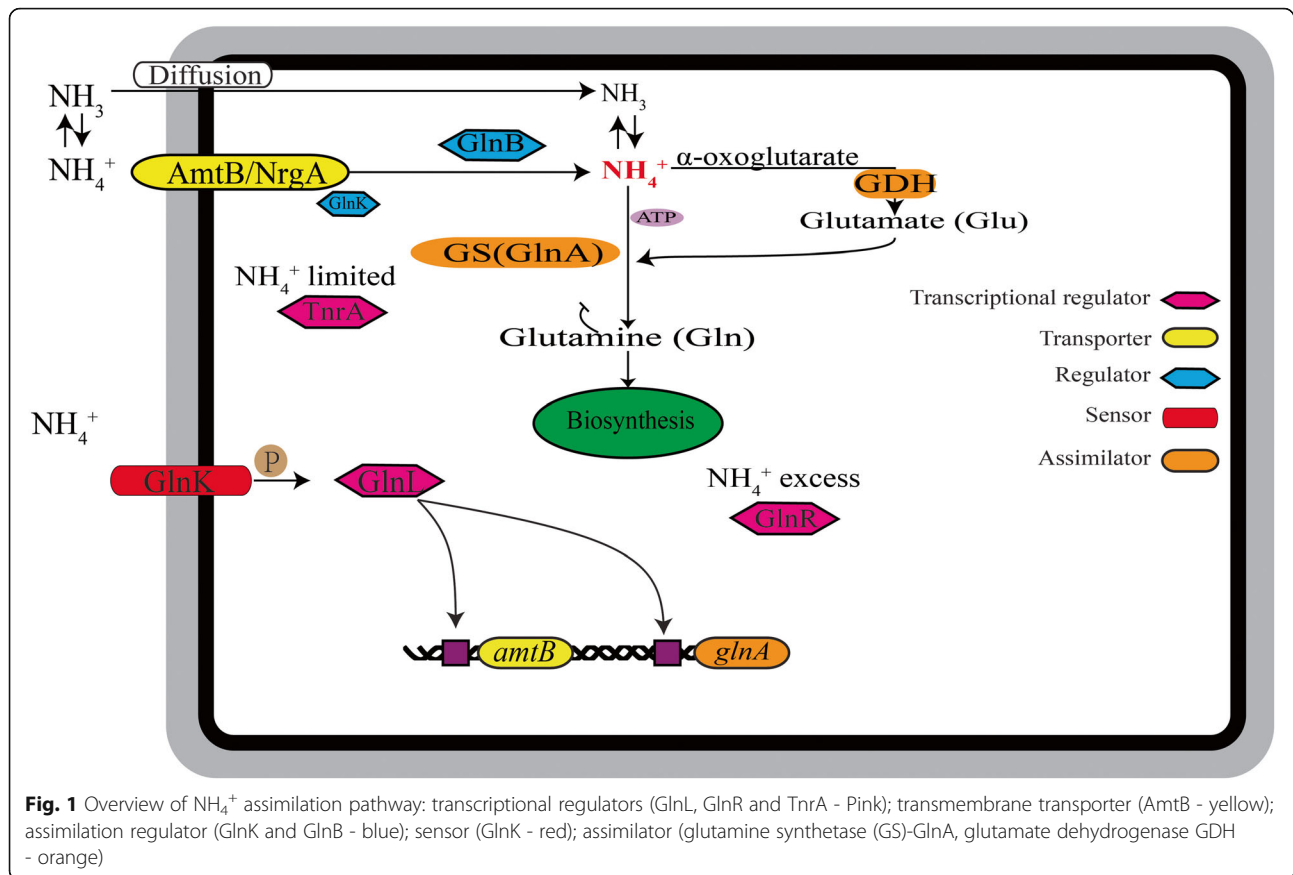 Diffusion
NH₃
NH₃
NH₄⁺
AmtB/NrgA
GlnK
GlnB
NH₄⁺
α-oxoglutarate
GDH
ATP
Glutamate (Glu)
GS(GlnA)
NH₄⁺ limited
TnrA
Glutamine (Gln)
Biosynthesis
Transcriptional regulator
Transporter
Regulator
Sensor
Assimilator
NH₄⁺
GlnK
P
GlnL
NH₄⁺ excess
GlnR
amtB
glnA
Fig. 1 Overview of NH₄⁺ assimilation pathway: transcriptional regulators (GlnL, GlnR and TnrA - Pink); transmembrane transporter (AmtB - yellow);
assimilation regulator (GlnK and GlnB - blue); sensor (GlnK - red); assimilator (glutamine synthetase (GS)-GlnA, glutamate dehydrogenase GDH
- orange)